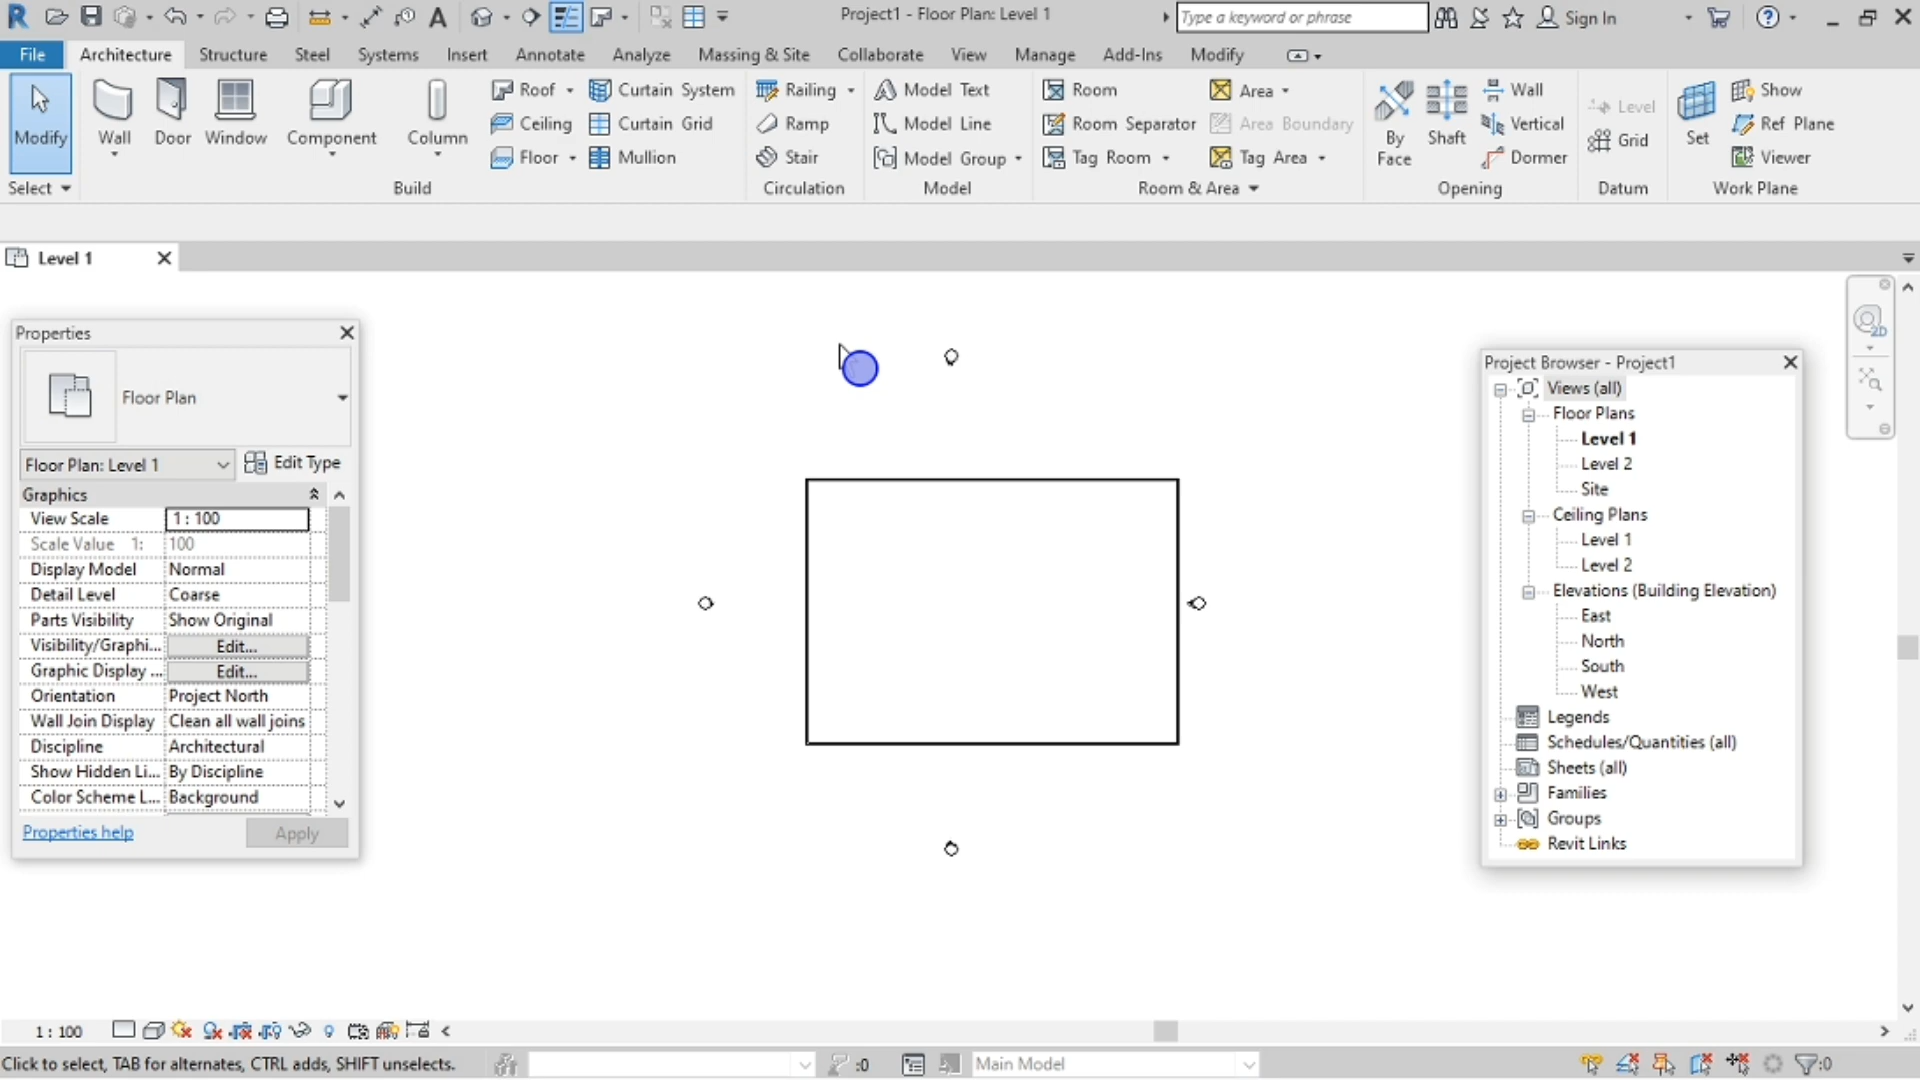 Project1 - Floor Plan: Level 1
Type a keyword or phrase
Sign In
File
Architecture
Structure
Steel
Systems
Insert
Annotate
Analyze
Massing & Site
Collaborate
View
Manage
Add-Ins
Modify
Modify
Wall
Door
Window
Component
Column
Roof
Ceiling
Floor
Curtain System
Curtain Grid
Mullion
Railing
Ramp
Stair
Model Text
Model Line
Model Group
Room
Room Separator
Tag Room
Area
Area Boundary
Tag Area
By
Face
Shaft
Wall
Vertical
Dormer
Level
Grid
Set
Show
Ref Plane
Viewer
Select
Build
Circulation
Model
Room & Area
Opening
Datum
Work Plane
Level 1
Properties
Floor Plan
Floor Plan: Level 1
Edit Type
Graphics
View Scale 1 : 100
Scale Value 1: 100
Display Model Normal
Detail Level Coarse
Parts Visibility Show Original
Visibility/Graphi... Edit...
Graphic Display ... Edit...
Orientation Project North
Wall Join Display Clean all wall joins
Discipline Architectural
Show Hidden Li... By Discipline
Color Scheme L... Background
Properties help
Apply
Project Browser - Project1
Views (all)
Floor Plans
Level 1
Level 2
Site
Ceiling Plans
Level 1
Level 2
Elevations (Building Elevation)
East
North
South
West
Legends
Schedules/Quantities (all)
Sheets (all)
Families
Groups
Revit Links
2D
1 : 100
Click to select, TAB for alternates, CTRL adds, SHIFT unselects.
:0
Main Model
:0